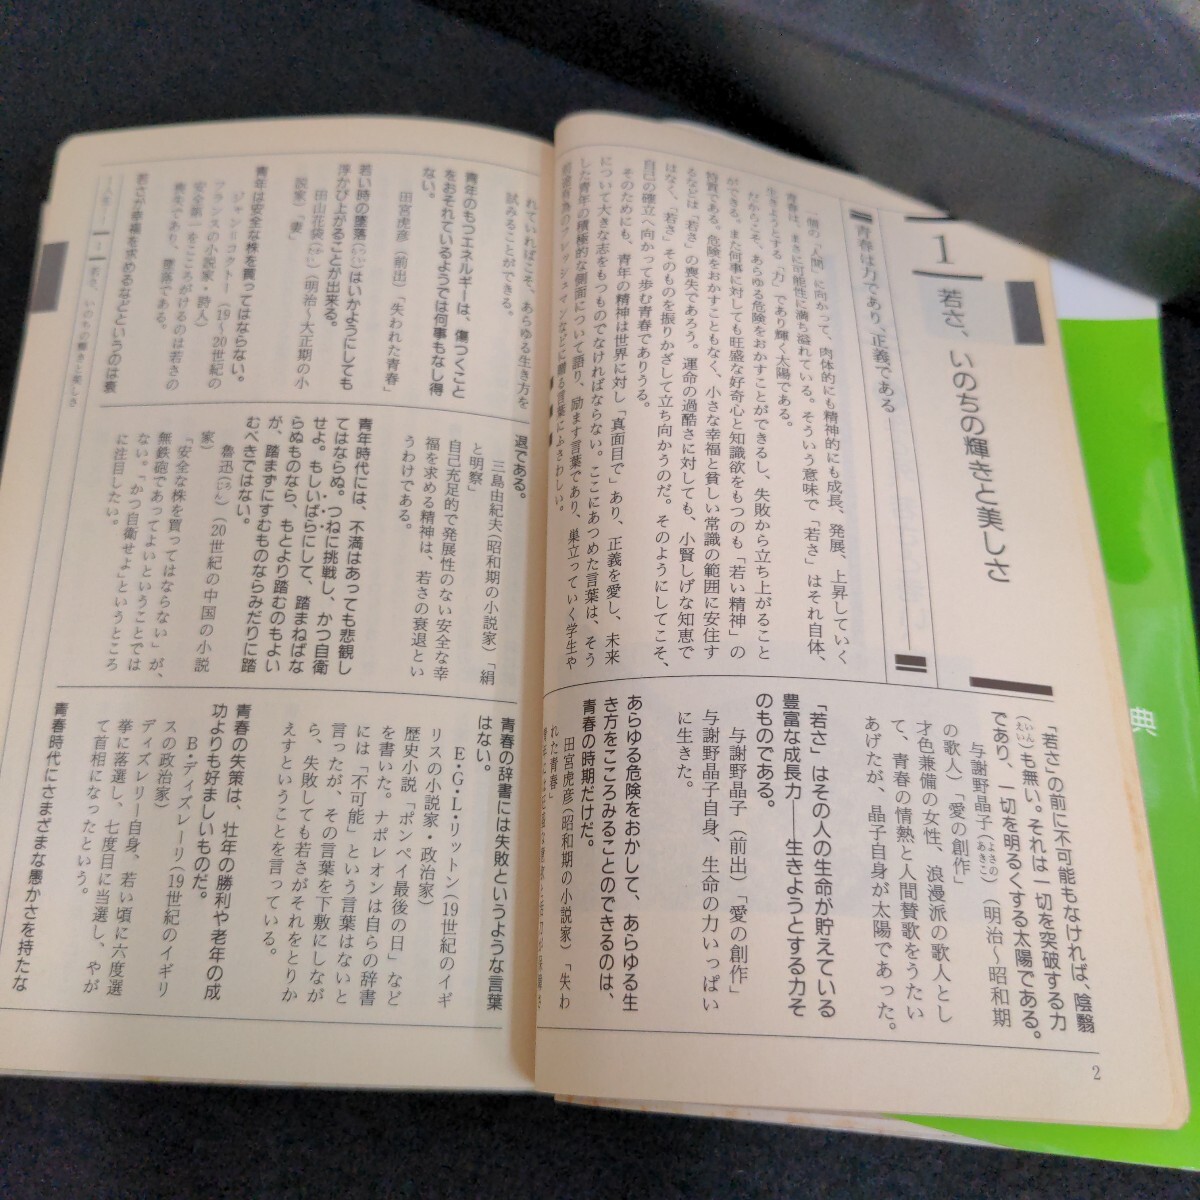 1
若さ、いのちの輝きと美しさ
青春は力であり、正義である
朝の「人間」に向かって、肉体的にも精神的にも成長、発展、上昇していく
青春は、まさに可能性に満ち溢れている。そういう意味で「若さ」はそれ自体、
生きようとする「力」であり輝く太陽である。
だからこそ、あらゆる危険をおかすことができるし、失敗から立ち上がること
ができる。また何事に対しても旺盛な好奇心と知識欲をもつのも「若い精神」の
特質である。危険をおかすこともなく、小さな幸福と貧しい常識の範囲に安住す
るなどは「若さ」の喪失であろう。運命の過酷さに対しても、小賢しげな知恵で
はなく、「若さ」そのものを振りかざして立ち向かうのだ。そのようにしてこそ、
自己の確立へ向かって歩む青春でありうる。
そのためにも、青年の精神は世界に対し「真面目で」あり、正義を愛し、未来
について大きな志をもつものでなければならない。ここにあつめた言葉は、そう
した青年の積極的な側面について語り、励ます言葉であり、巣立っていく学生や
フレッシュマンなどに贈る言葉にふさわしい。
「若さ」の前に不可能もなければ、陰翳
(いんえい)も無い。それは一切を突破する力
であり、一切を明るくする太陽である。
与謝野晶子(よさのあきこ)(明治〜昭和期
の歌人)「愛の創作」
才色兼備の女性、浪漫派の歌人とし
て、青春の情熱と人間賛歌をうたい
あげたが、晶子自身が太陽であった。
「若さ」はその人の生命が貯えている
豊富な成長力――生きようとする力そ
のものである。
与謝野晶子(前出)「愛の創作」
与謝野晶子自身、生命の力いっぱい
に生きた。
あらゆる危険をおかして、あらゆる生
き方をこころみることのできるのは、
青春の時期だけだ。
田宮虎彦(昭和期の小説家)「失わ
れた青春」
2
れていればこそ、あらゆる生き方を
試みることができる。
青年のもつエネルギーは、傷つくこと
をおそれているようでは何事もなし得
ない。
田宮虎彦(前出)「失われた青春」
若い時の堕落(だらく)はいかようにしても
浮かび上がることが出来る。
田山花袋(かたい)(明治〜大正期の小
説家)「妻」
青年は安全な株を買ってはならない。
ジャン=コクトー(19〜20世紀の
フランスの小説家・詩人)
安全第一をこころがけるのは若さの
喪失であり、堕落である。
若さが幸福を求めるなどというのは衰
退である。
三島由紀夫(昭和期の小説家)「絹
と明察」
自己充足的で発展性のない安全な幸
福を求める精神は、若さの衰退とい
うわけである。
青年時代には、不満はあっても悲観し
てはならぬ。つねに挑戦し、かつ自衛
せよ。もしいばらにして、踏まねばな
らぬものなら、もとより踏むのもよい
が、踏まずにすむものならみだりに踏
むべきではない。
魯迅(ろじん)(20世紀の中国の小説
家)
「安全な株を買ってはならない」が、
無鉄砲であってよいということでは
ない。「かつ自衛せよ」というところ
に注目したい。
青春の辞書には失敗というような言葉
はない。
E・G・L・リットン(19世紀のイギ
リスの小説家・政治家)
歴史小説「ポンペイ最後の日」など
を書いた。ナポレオンは自らの辞書
には「不可能」という言葉はないと
言ったが、その言葉を下敷にしなが
ら、失敗しても若さがそれをとりか
えすということを言っている。
青春の失策は、壮年の勝利や老年の成
功よりも好ましいものだ。
B・ディズレーリ(19世紀のイギリ
スの政治家)
ディズレーリ自身、若い頃に六度選
挙に落選し、七度目に当選し、やが
て首相になったという。
青春時代にさまざまな愚かさを持たな
1 若さ、いのちの輝きと美しさ
典